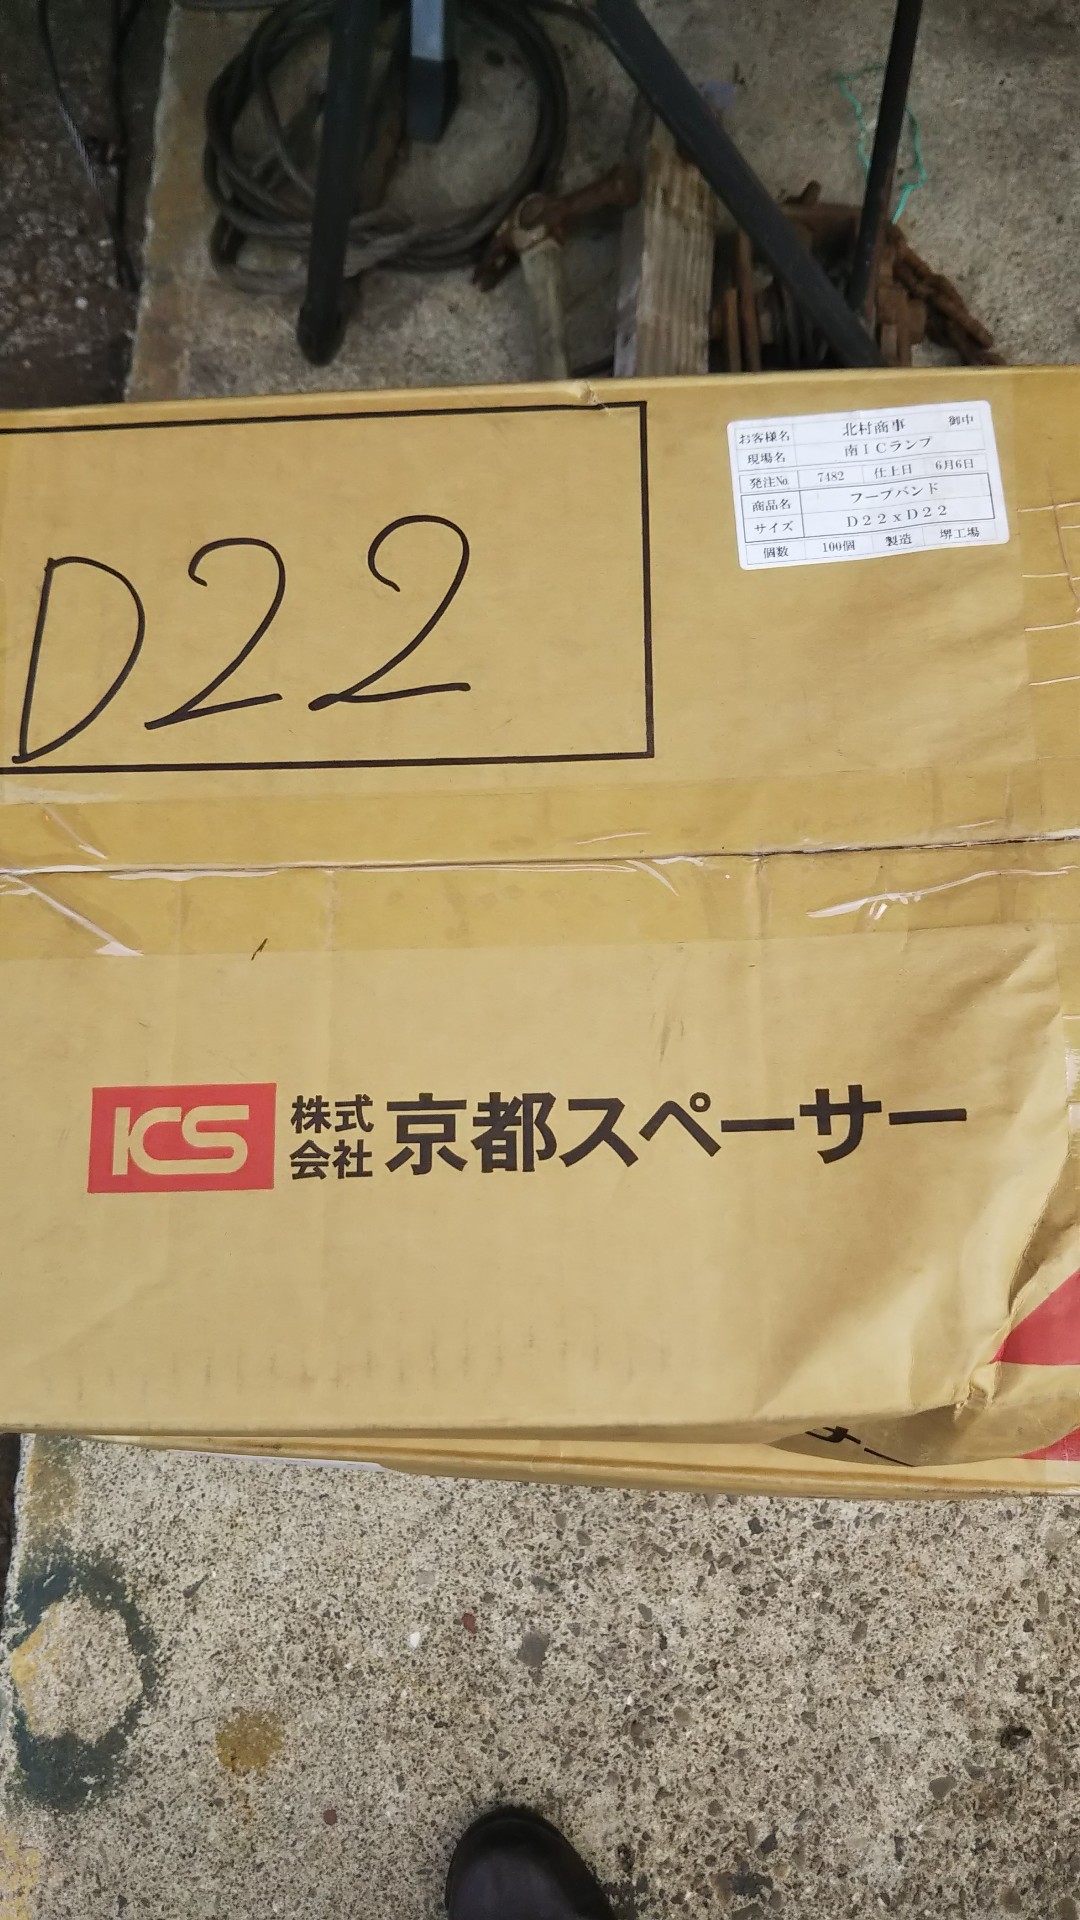 D22
お客様名 北村商事 御中
現場名 南ICランプ
発注No. 7482 仕上日 6月6日
商品名 フープバンド
サイズ D22xD22
個数 100個 製造 堺工場
KS 株式会社 京都スペーサー
サー